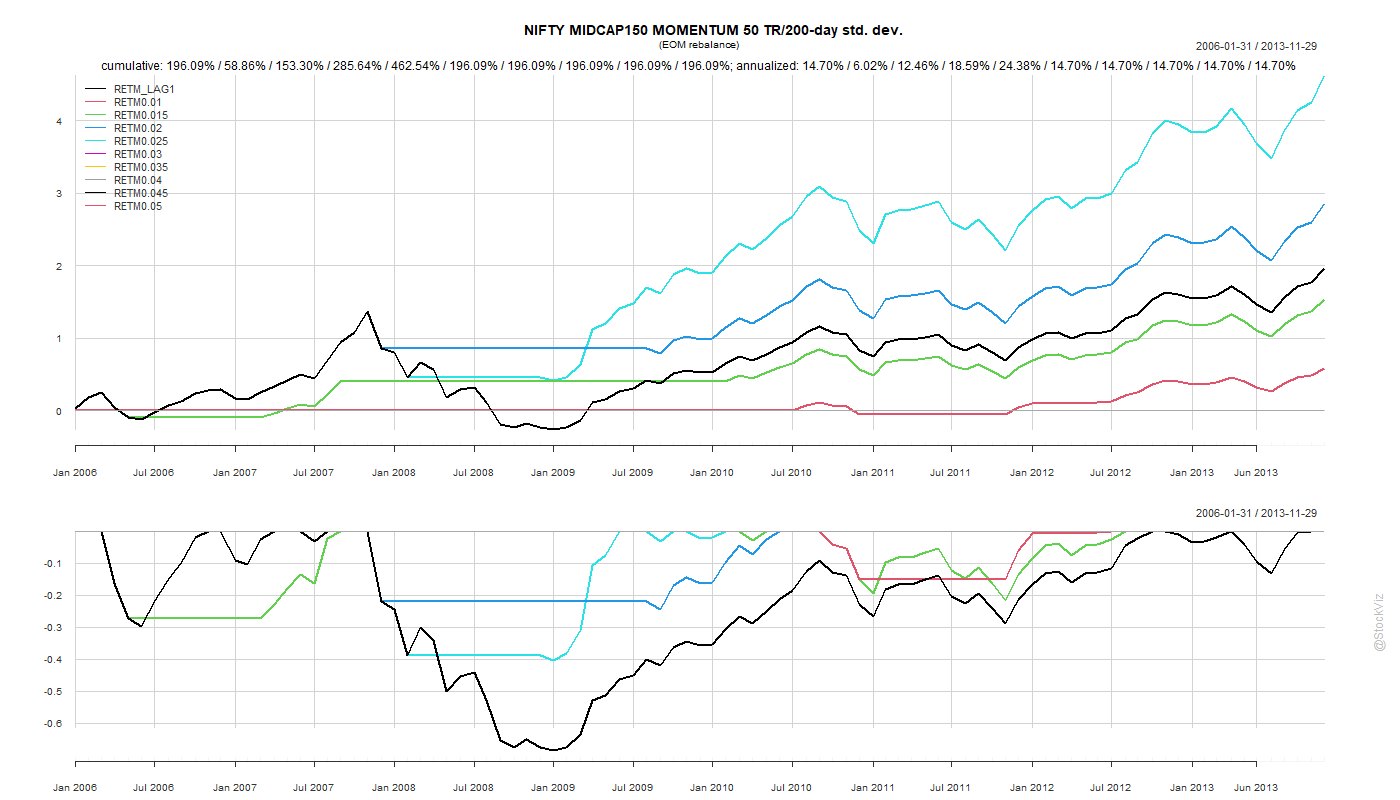 NIFTY MIDCAP150 MOMENTUM 50 TR/200-day std. dev.
(EOM rebalance)
2006-01-31 / 2013-11-29
cumulative: 196.09% / 58.86% / 153.30% / 285.64% / 462.54% / 196.09% / 196.09% / 196.09% / 196.09% / 196.09%; annualized: 14.70% / 6.02% / 12.46% / 18.59% / 24.38% / 14.70% / 14.70% / 14.70% / 14.70% / 14.70%
RETM_LAG1
RETM0.01
RETM0.015
RETM0.02
RETM0.025
RETM0.03
RETM0.035
RETM0.04
RETM0.045
RETM0.05
4
3
2
1
0
Jan 2006 Jul 2006 Jan 2007 Jul 2007 Jan 2008 Jul 2008 Jan 2009 Jul 2009 Jan 2010 Jul 2010 Jan 2011 Jul 2011 Jan 2012 Jul 2012 Jan 2013 Jun 2013
2006-01-31 / 2013-11-29
-0.1
-0.2
-0.3
-0.4
-0.5
-0.6
Jan 2006 Jul 2006 Jan 2007 Jul 2007 Jan 2008 Jul 2008 Jan 2009 Jul 2009 Jan 2010 Jul 2010 Jan 2011 Jul 2011 Jan 2012 Jul 2012 Jan 2013 Jun 2013
@StockViz